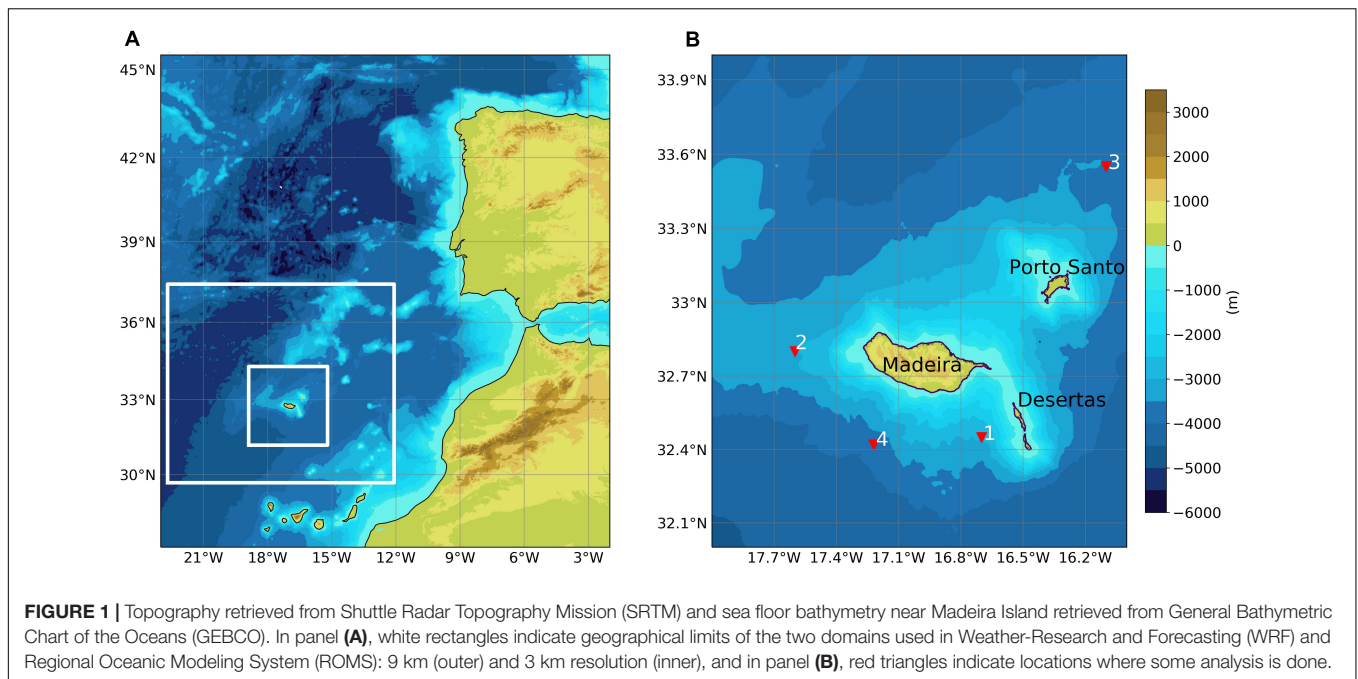 A
B
45°N
42°N
39°N
36°N
33°N
30°N
21°W 18°W 15°W 12°W 9°W 6°W 3°W
33.9°N
33.6°N
33.3°N
33°N
32.7°N
32.4°N
32.1°N
17.7°W 17.4°W 17.1°W 16.8°W 16.5°W 16.2°W
3
Porto Santo
2
Madeira
Desertas
4
1
3000
2000
1000
0
−1000
−2000
−3000
−4000
−5000
−6000
(m)
FIGURE 1 | Topography retrieved from Shuttle Radar Topography Mission (SRTM) and sea floor bathymetry near Madeira Island retrieved from General Bathymetric
Chart of the Oceans (GEBCO). In panel (A), white rectangles indicate geographical limits of the two domains used in Weather-Research and Forecasting (WRF) and
Regional Oceanic Modeling System (ROMS): 9 km (outer) and 3 km resolution (inner), and in panel (B), red triangles indicate locations where some analysis is done.